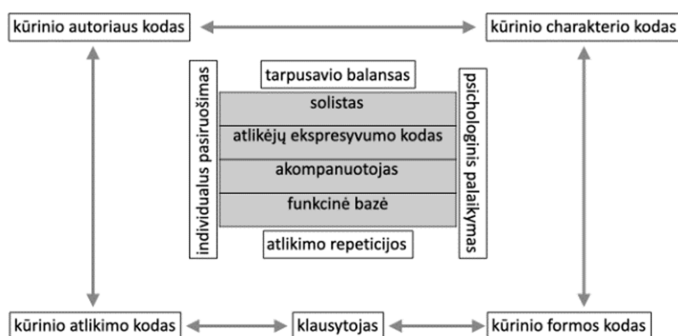 kūrinio autoriaus kodas
kūrinio charakterio kodas
individualus pasiruošimas
tarpusavio balansas
solistas
atlikėjų ekspresyvumo kodas
akompanuotojas
funkcinė bazė
atlikimo repeticijos
psichologinis palaikymas
kūrinio atlikimo kodas
klausytojas
kūrinio formos kodas